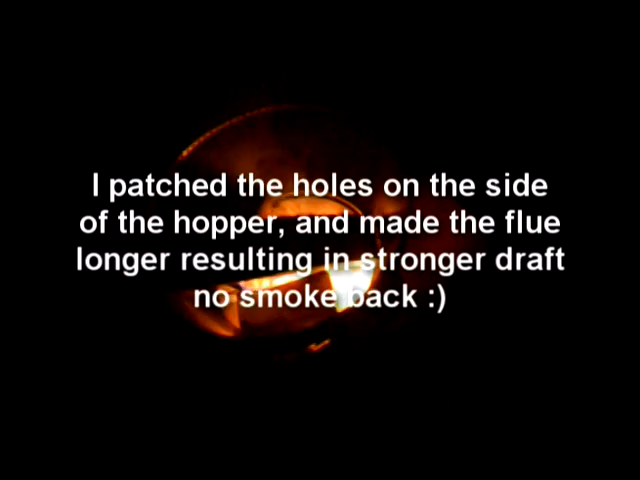 I patched the holes on the side
of the hopper, and made the flue
longer resulting in stronger draft
no smoke back :)